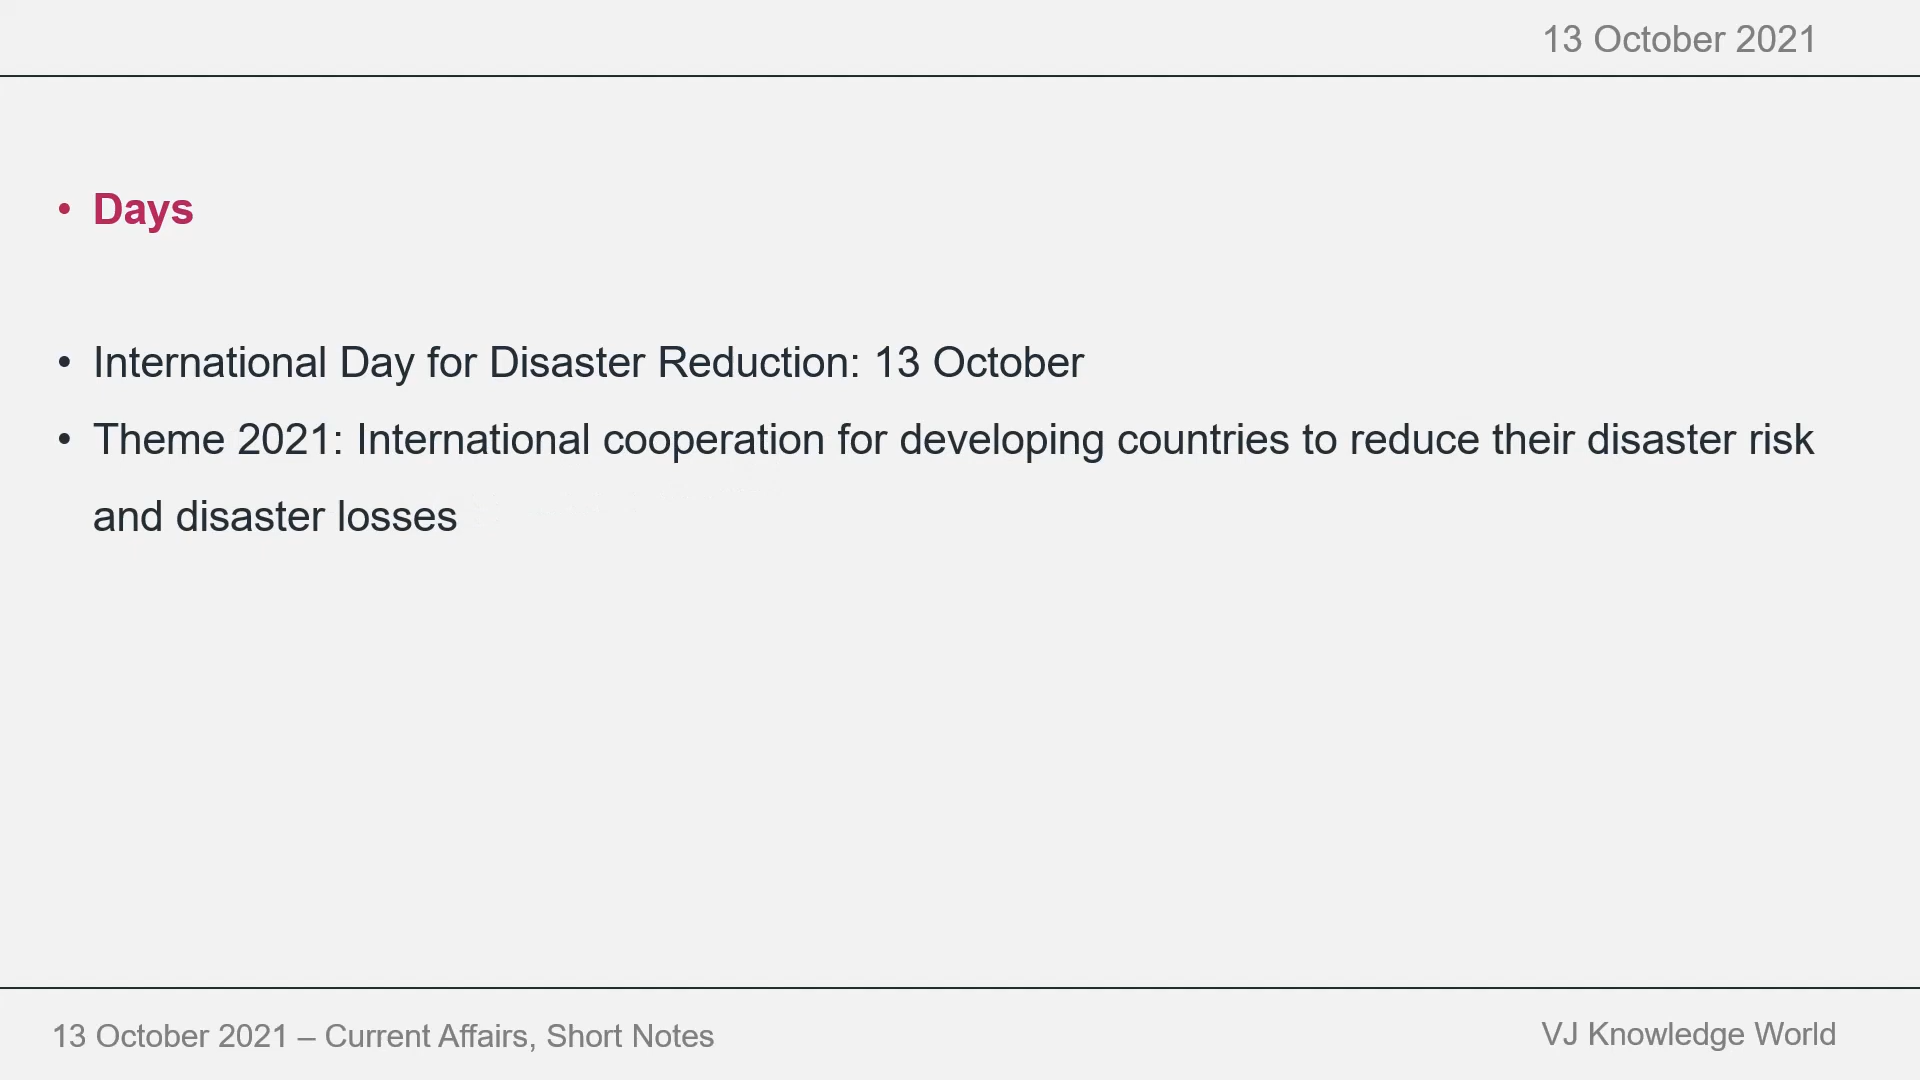 13 October 2021
• Days
• International Day for Disaster Reduction: 13 October
• Theme 2021: International cooperation for developing countries to reduce their disaster risk
and disaster losses
13 October 2021 – Current Affairs, Short Notes
VJ Knowledge World